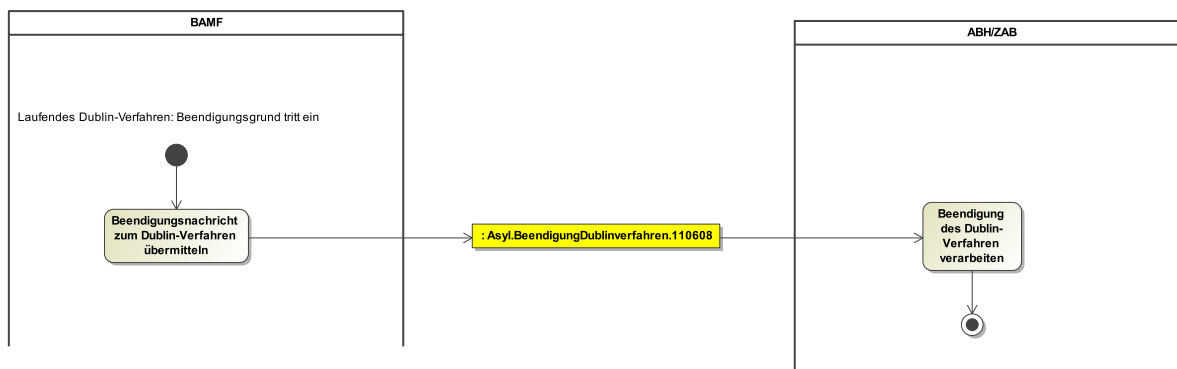 BAMF
ABH/ZAB
Laufendes Dublin-Verfahren: Beendigungsgrund tritt ein
Beendigungsnachricht
zum Dublin-Verfahren
übermitteln
: Asyl.BeendigungDublinverfahren.110608
Beendigung
des Dublin-
Verfahren
verarbeiten